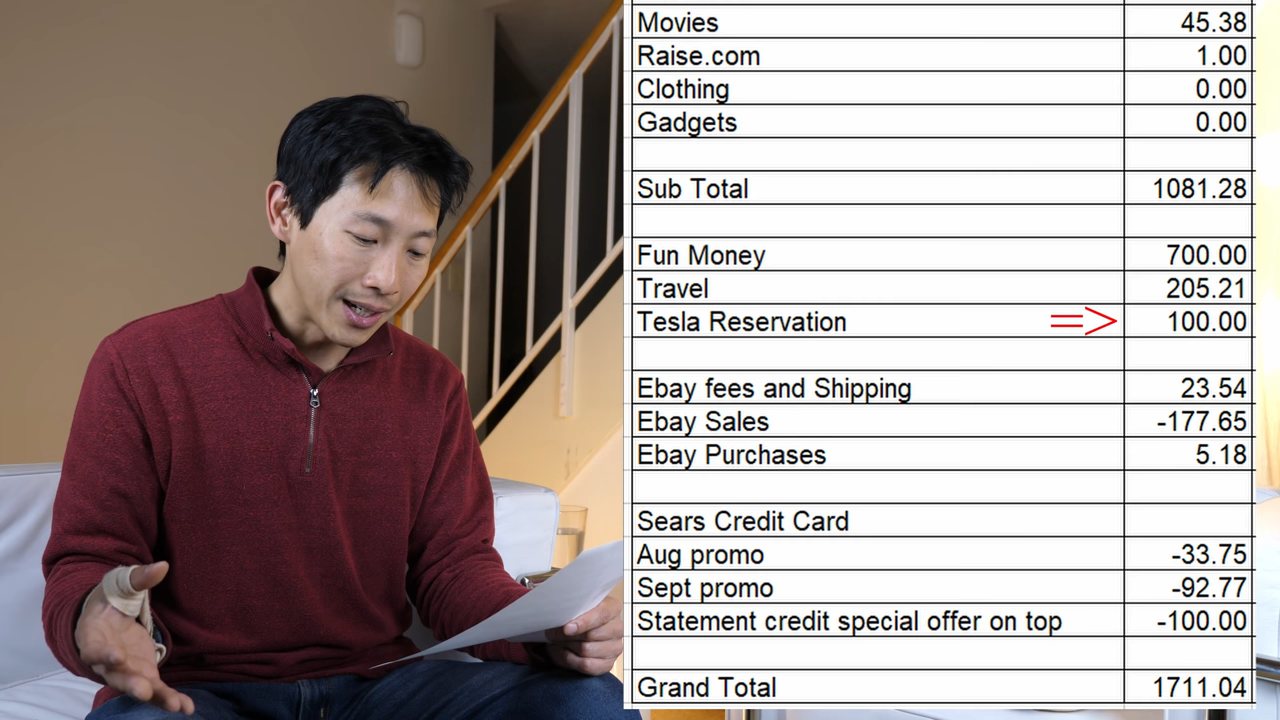 Movies 45.38
Raise.com 1.00
Clothing 0.00
Gadgets 0.00
Sub Total 1081.28
Fun Money 700.00
Travel 205.21
Tesla Reservation => 100.00
Ebay fees and Shipping 23.54
Ebay Sales -177.65
Ebay Purchases 5.18
Sears Credit Card
Aug promo -33.75
Sept promo -92.77
Statement credit special offer on top -100.00
Grand Total 1711.04